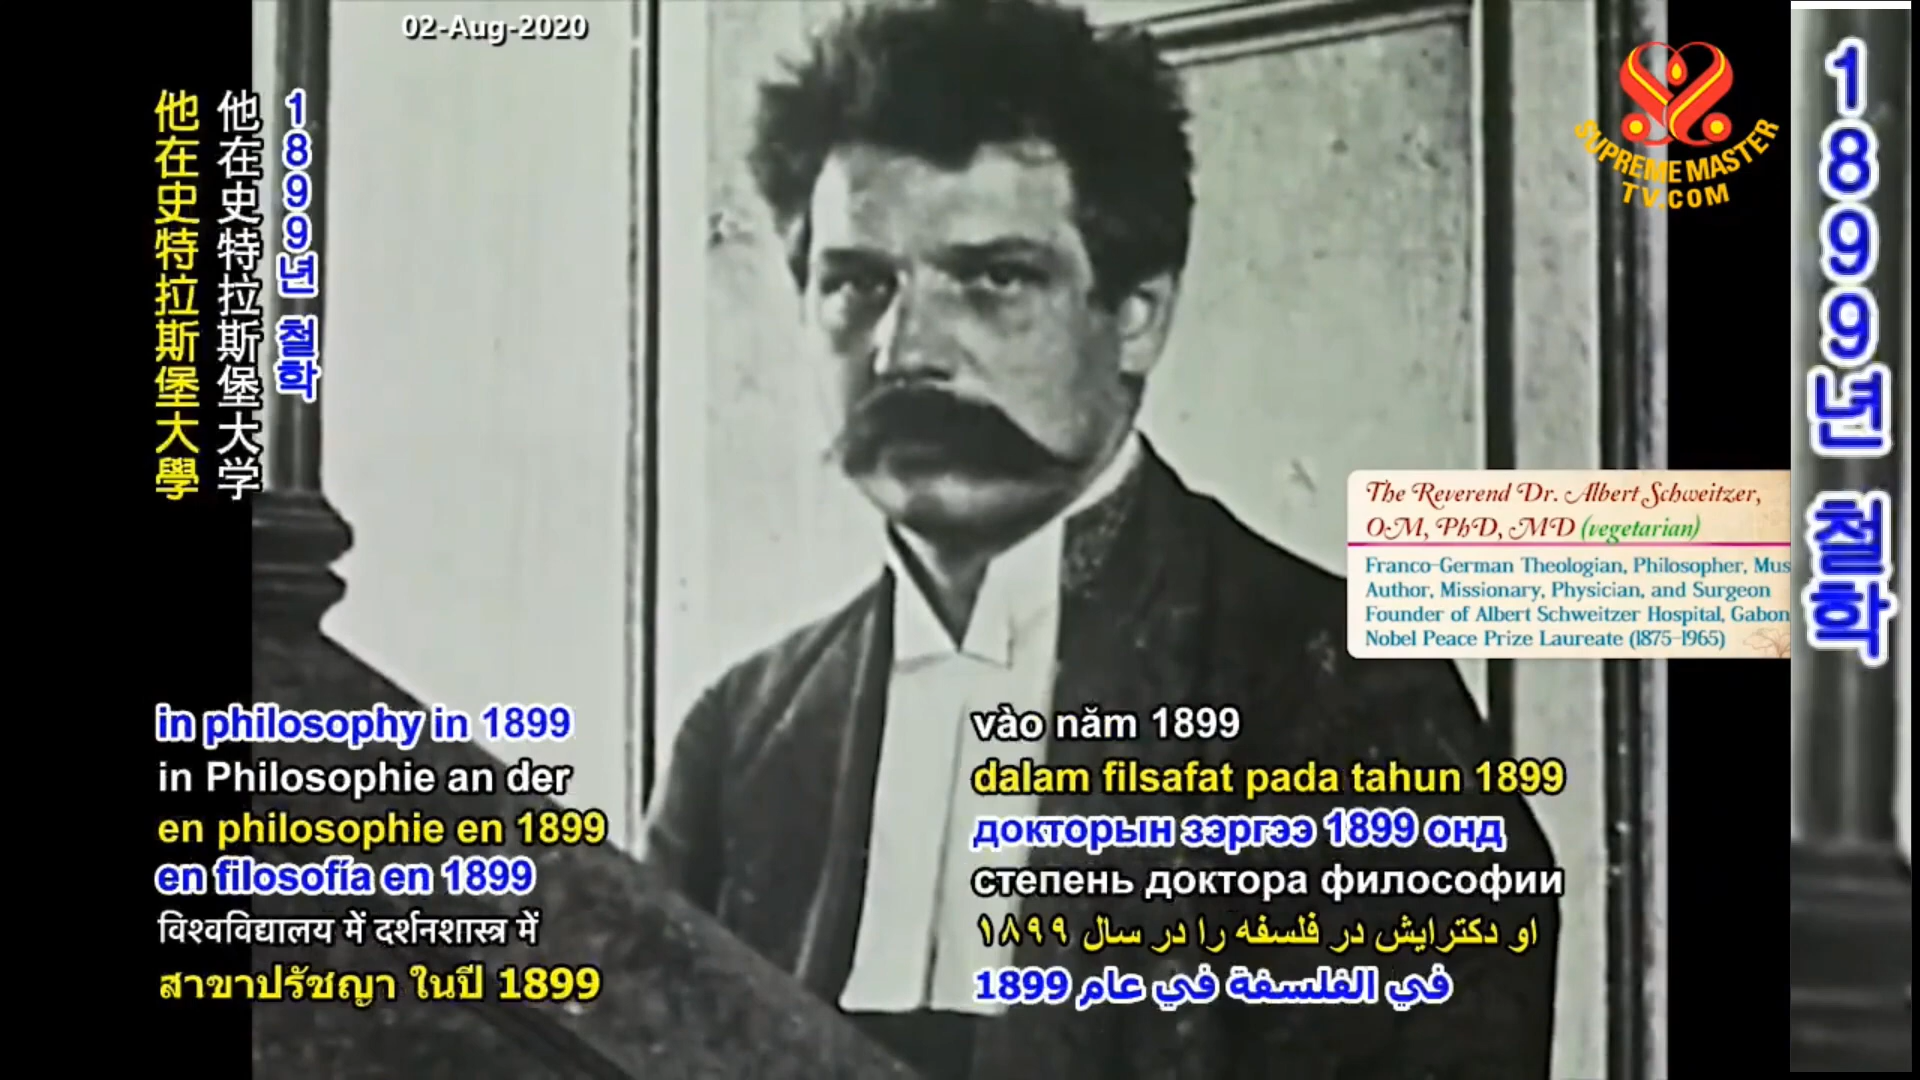 02-Aug-2020
SUPREME MASTER
TV.COM
1899년 철학
他在史特拉斯堡大学
他在史特拉斯堡大學
1899년 철학
The Reverend Dr. Albert Schweitzer,
OM, PhD, MD (vegetarian)
Franco-German Theologian, Philosopher, Mus
Author, Missionary, Physician, and Surgeon
Founder of Albert Schweitzer Hospital, Gabon
Nobel Peace Prize Laureate (1875-1965)
in philosophy in 1899
in Philosophie an der
en philosophie en 1899
en filosofía en 1899
विश्वविद्यालय में दर्शनशास्त्र में
สาขาปรัชญา ในปี 1899
vào năm 1899
dalam filsafat pada tahun 1899
докторын зэргээ 1899 онд
степень доктора философии
او دکترایش در فلسفه را در سال ۱۸۹۹
في الفلسفة في عام 1899